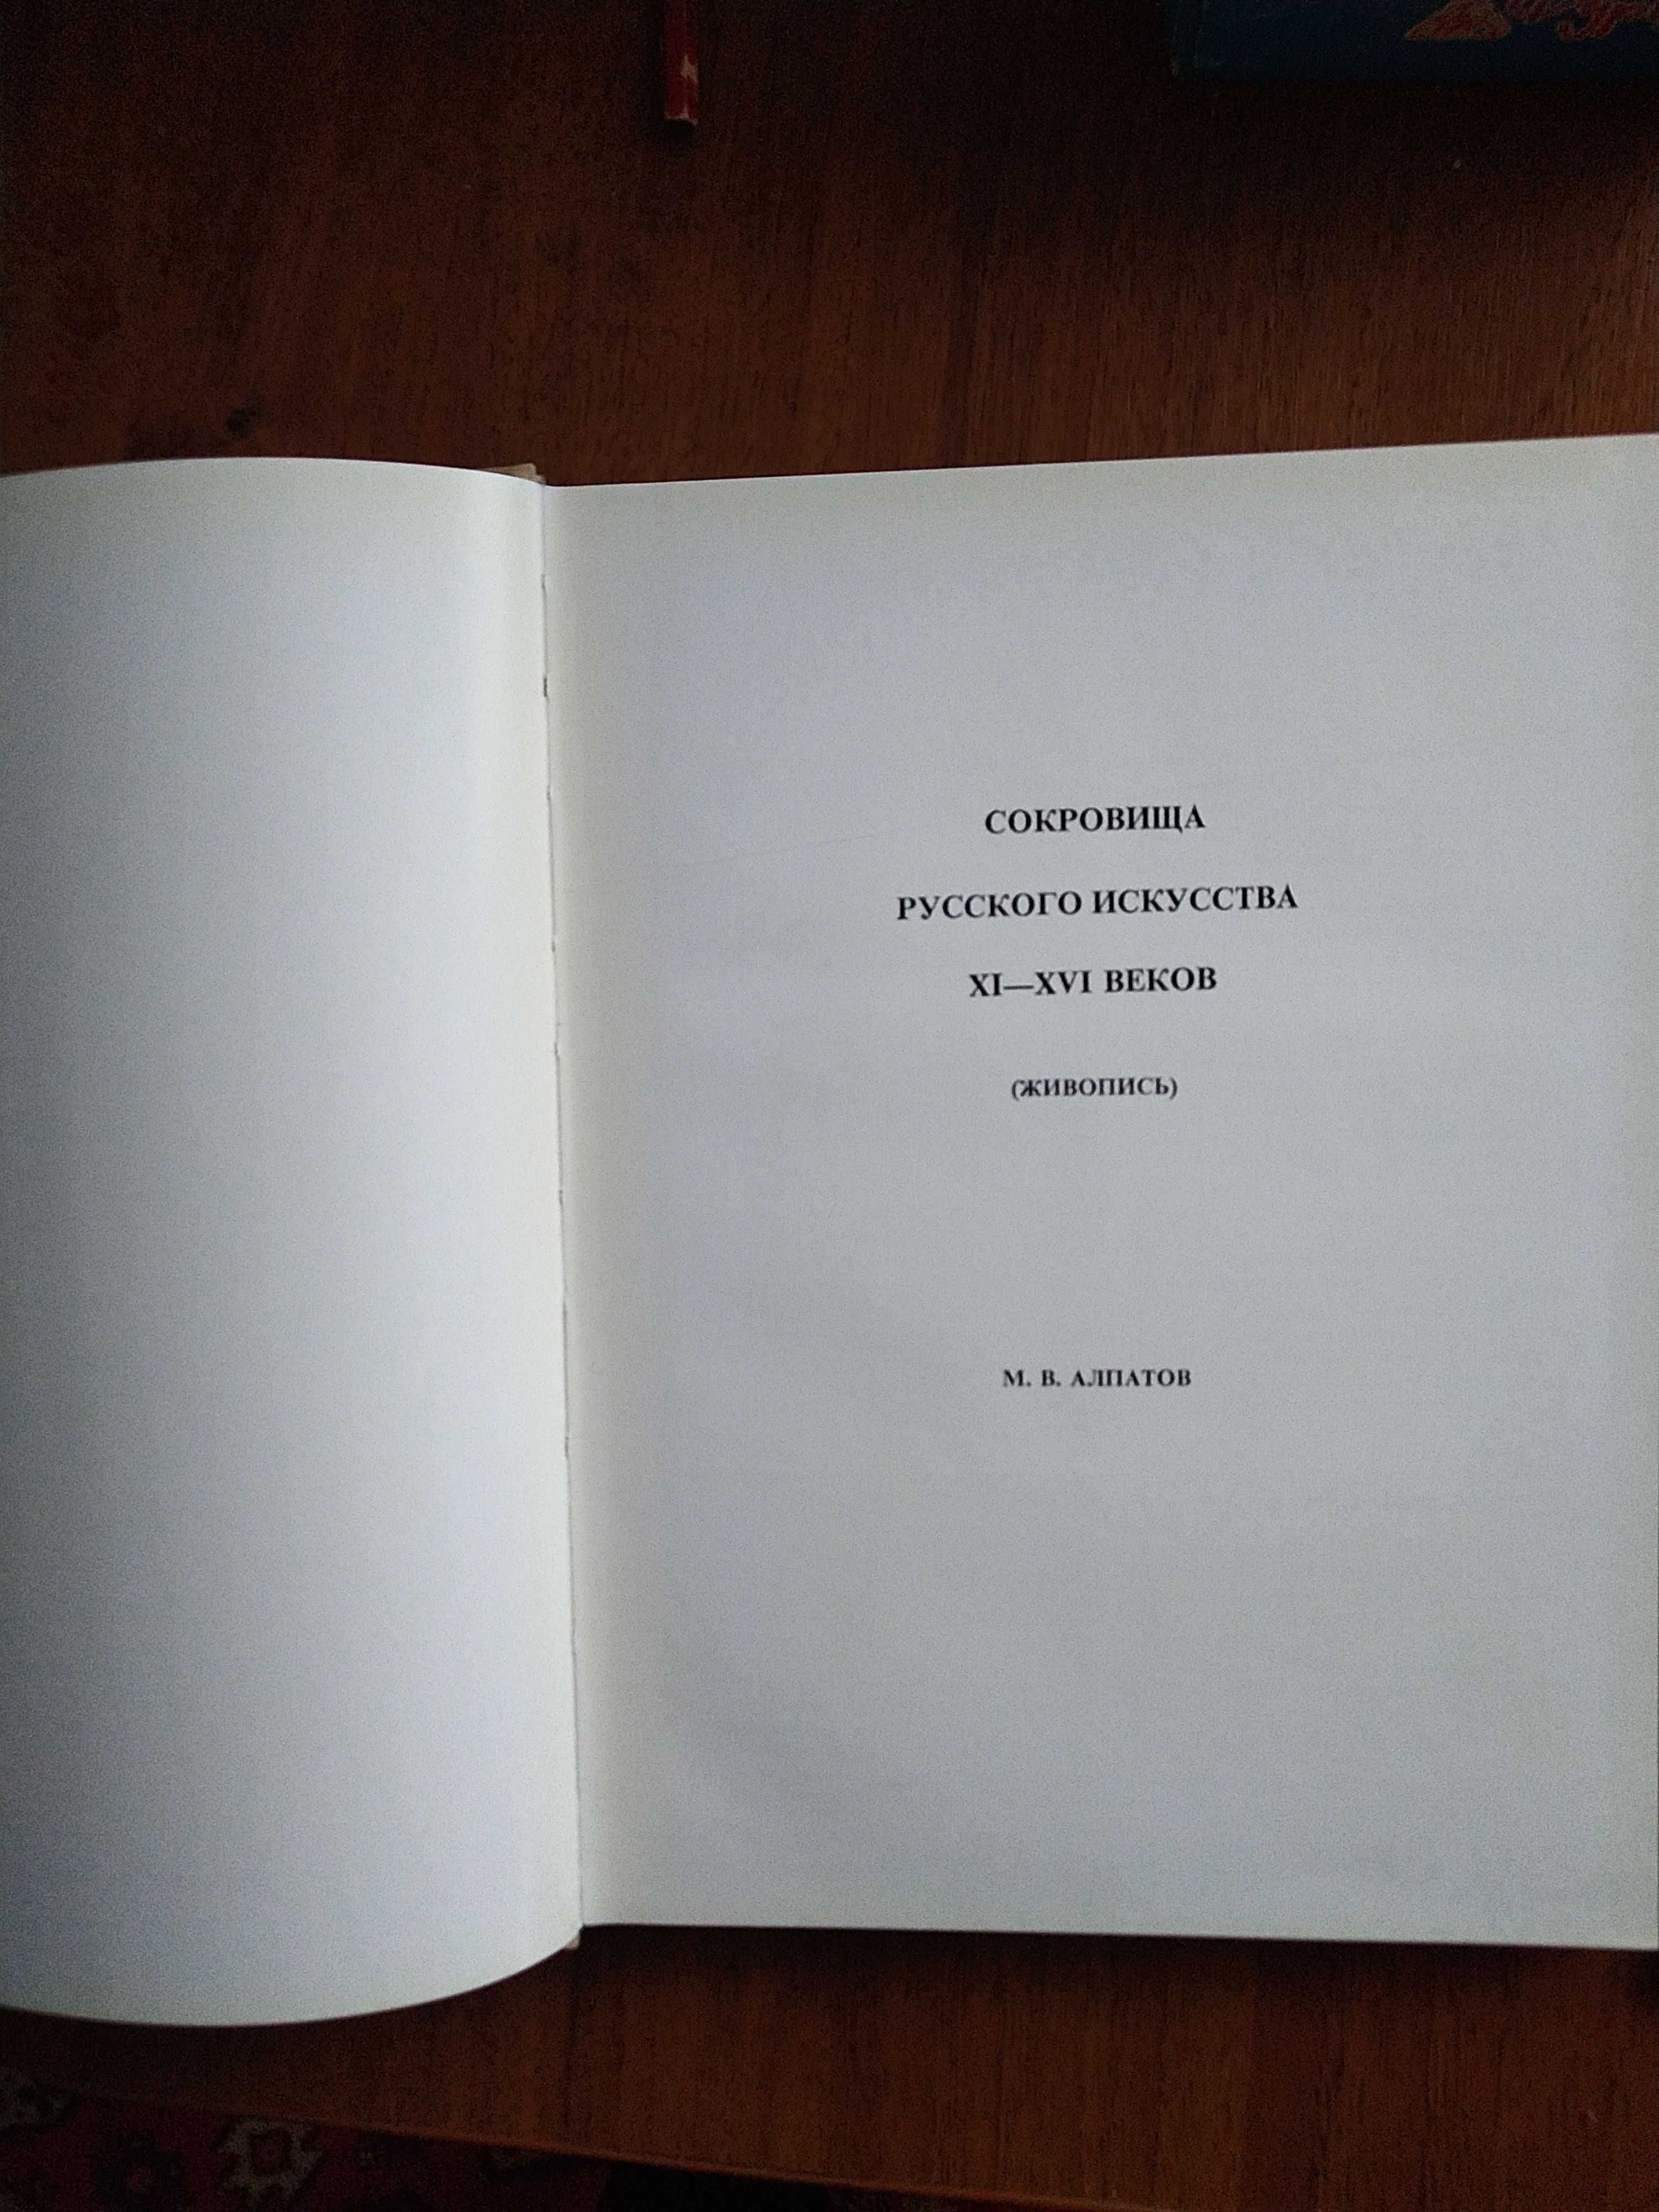 СОКРОВИЩА
РУССКОГО ИСКУССТВА
XI—XVI ВЕКОВ
(ЖИВОПИСЬ)
М. В. АЛПАТОВ